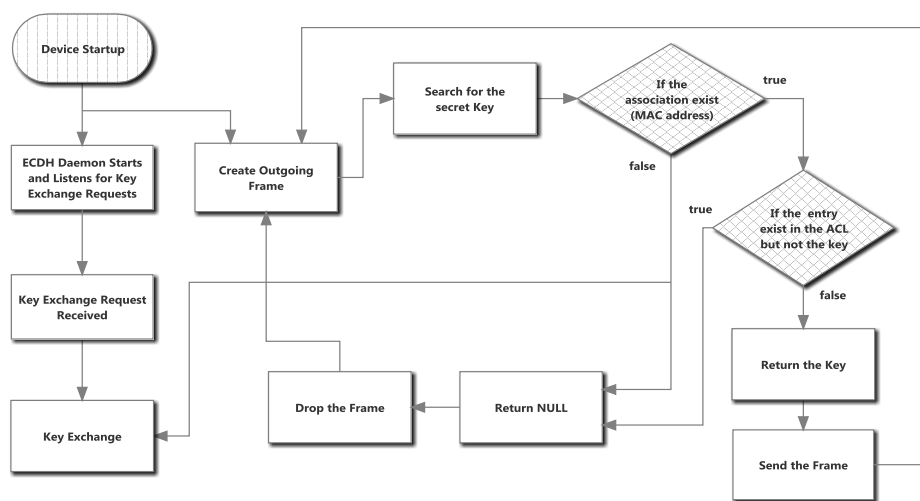 Device Startup
ECDH Daemon Starts
and Listens for Key
Exchange Requests
Key Exchange Request
Received
Key Exchange
Create Outgoing
Frame
Search for the
secret Key
If the
association exist
(MAC address)
true
false
If the entry
exist in the ACL
but not the key
true
false
Return the Key
Send the Frame
Return NULL
Drop the Frame